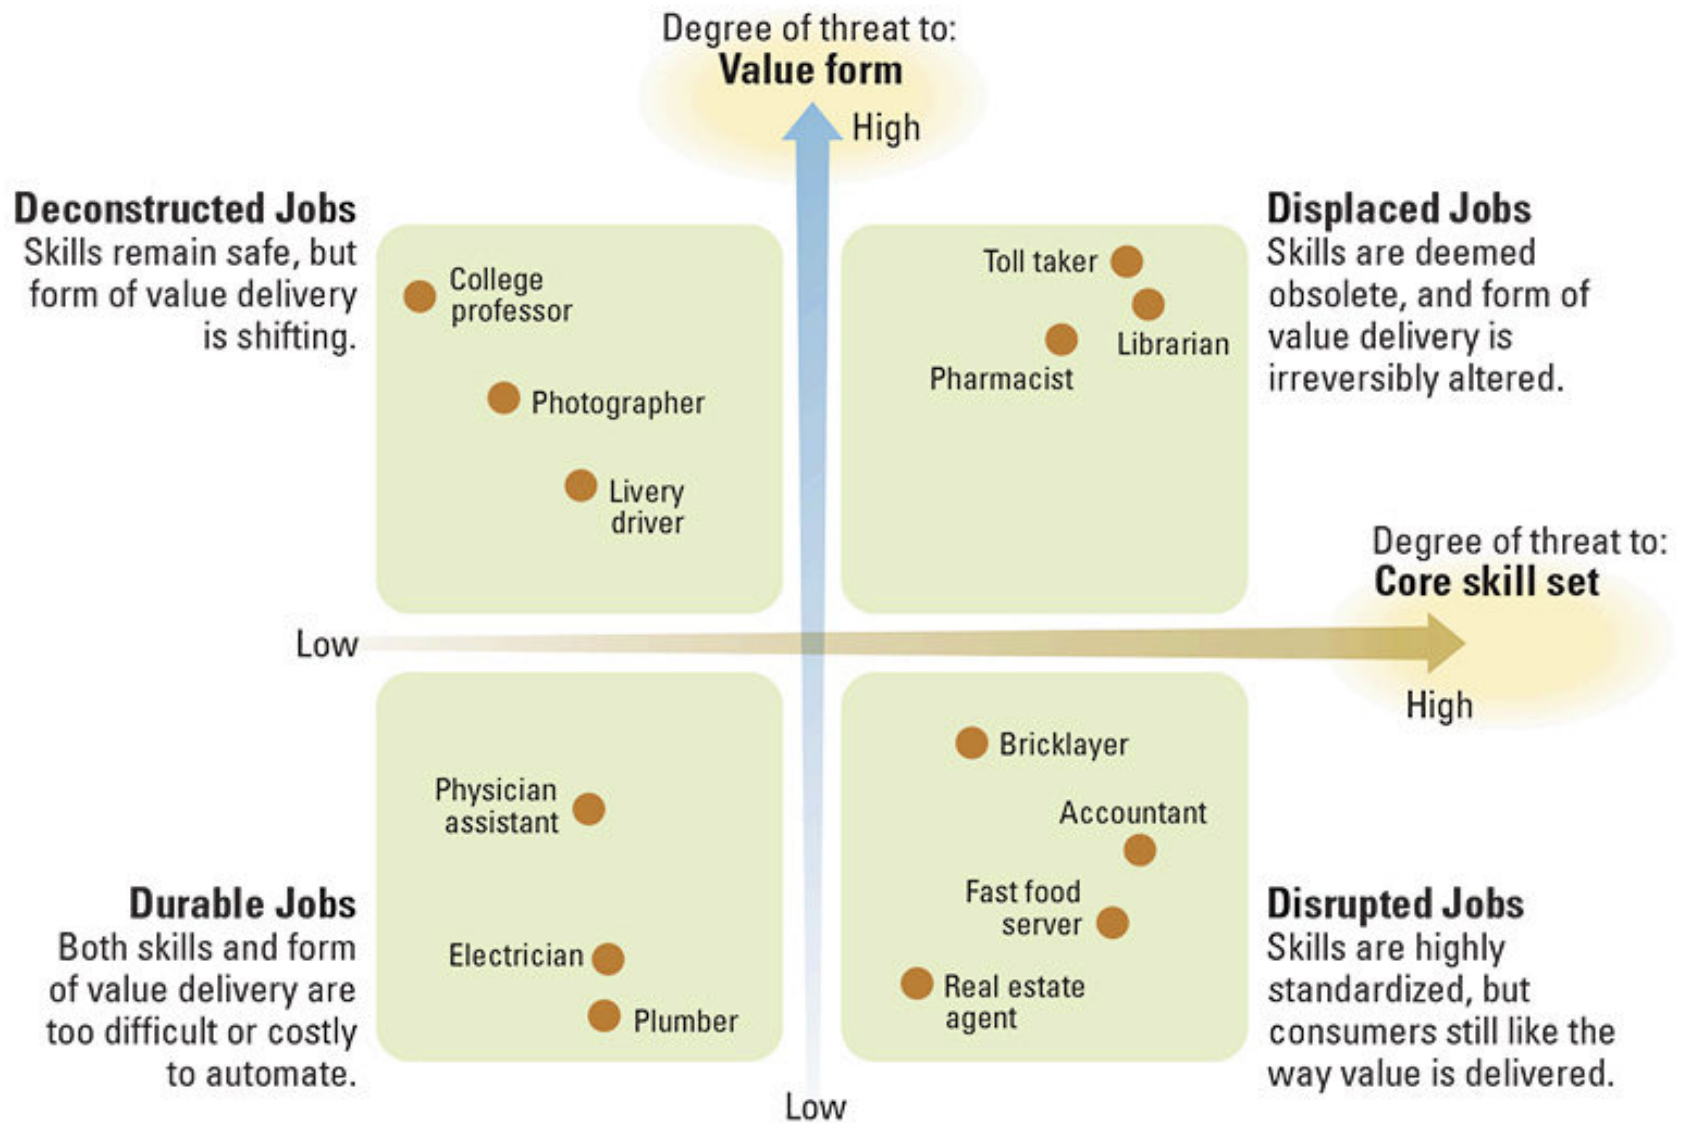 Degree of threat to:
Value form
High
Deconstructed Jobs
Skills remain safe, but
form of value delivery
is shifting.
College
professor
Photographer
Livery
driver
Toll taker
Librarian
Pharmacist
Displaced Jobs
Skills are deemed
obsolete, and form of
value delivery is
irreversibly altered.
Degree of threat to:
Core skill set
Low
High
Durable Jobs
Both skills and form
of value delivery are
too difficult or costly
to automate.
Physician
assistant
Electrician
Plumber
Bricklayer
Accountant
Fast food
server
Real estate
agent
Disrupted Jobs
Skills are highly
standardized, but
consumers still like the
way value is delivered.
Low